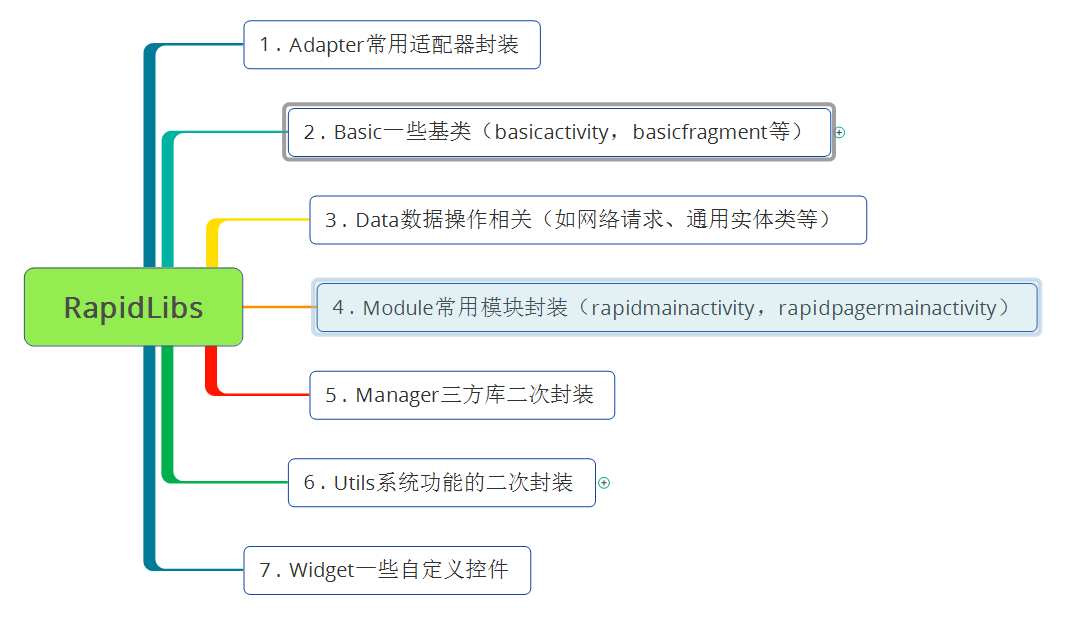 1．Adapter常用适配器封装
2．Basic一些基类（basicactivity，basicfragment等）
3．Data数据操作相关（如网络请求、通用实体类等）
RapidLibs
4．Module常用模块封装（rapidmainactivity，rapidpagermainactivity）
5．Manager三方库二次封装
6．Utils系统功能的二次封装
7．Widget一些自定义控件